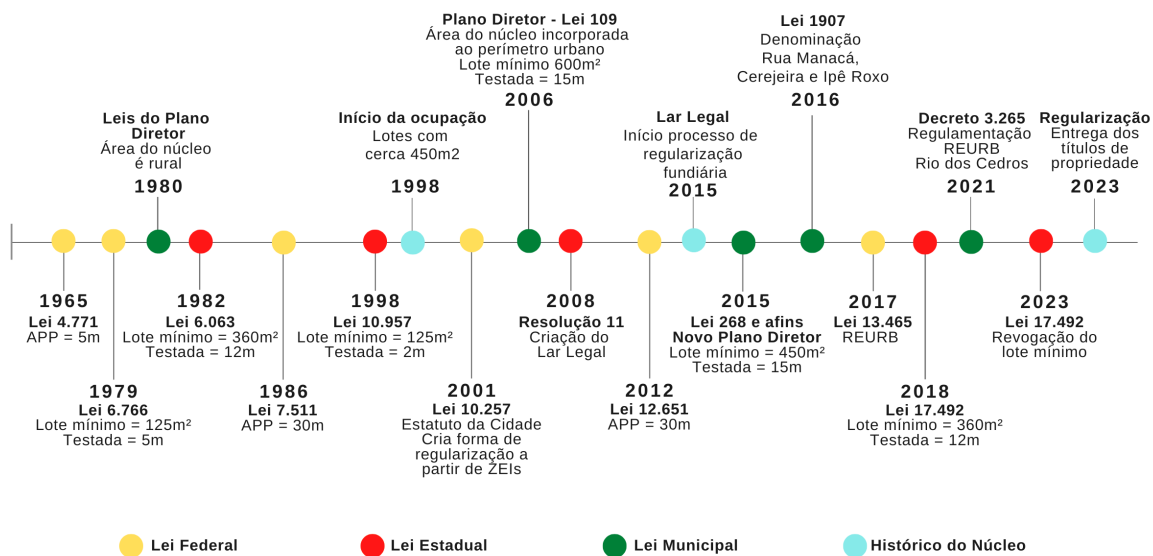 Leis do Plano
Diretor
Área do núcleo
é rural
1980
Início da ocupação
Lotes com
cerca 450m2
1998
Plano Diretor - Lei 109
Área do núcleo incorporada
ao perímetro urbano
Lote mínimo 600m²
Testada = 15m
2006
Lar Legal
Início processo de
regularização
fundiária
2015
Lei 1907
Denominação
Rua Manacá,
Cerejeira e Ipê Roxo
2016
Decreto 3.265
Regulamentação
REURB
Rio dos Cedros
2021
Regularização
Entrega dos
títulos de
propriedade
2023
1965
Lei 4.771
APP = 5m
1979
Lei 6.766
Lote mínimo = 125m²
Testada = 5m
1982
Lei 6.063
Lote mínimo = 360m²
Testada = 12m
1986
Lei 7.511
APP = 30m
1998
Lei 10.957
Lote mínimo = 125m²
Testada = 2m
2001
Lei 10.257
Estatuto da Cidade
Cria forma de
regularização a
partir de ZEIs
2008
Resolução 11
Criação do
Lar Legal
2012
Lei 12.651
APP = 30m
2015
Lei 268 e afins
Novo Plano Diretor
Lote mínimo = 450m²
Testada = 15m
2017
Lei 13.465
REURB
2018
Lei 17.492
Lote mínimo = 360m²
Testada = 12m
2023
Lei 17.492
Revogação do
lote mínimo
Lei Federal
Lei Estadual
Lei Municipal
Histórico do Núcleo